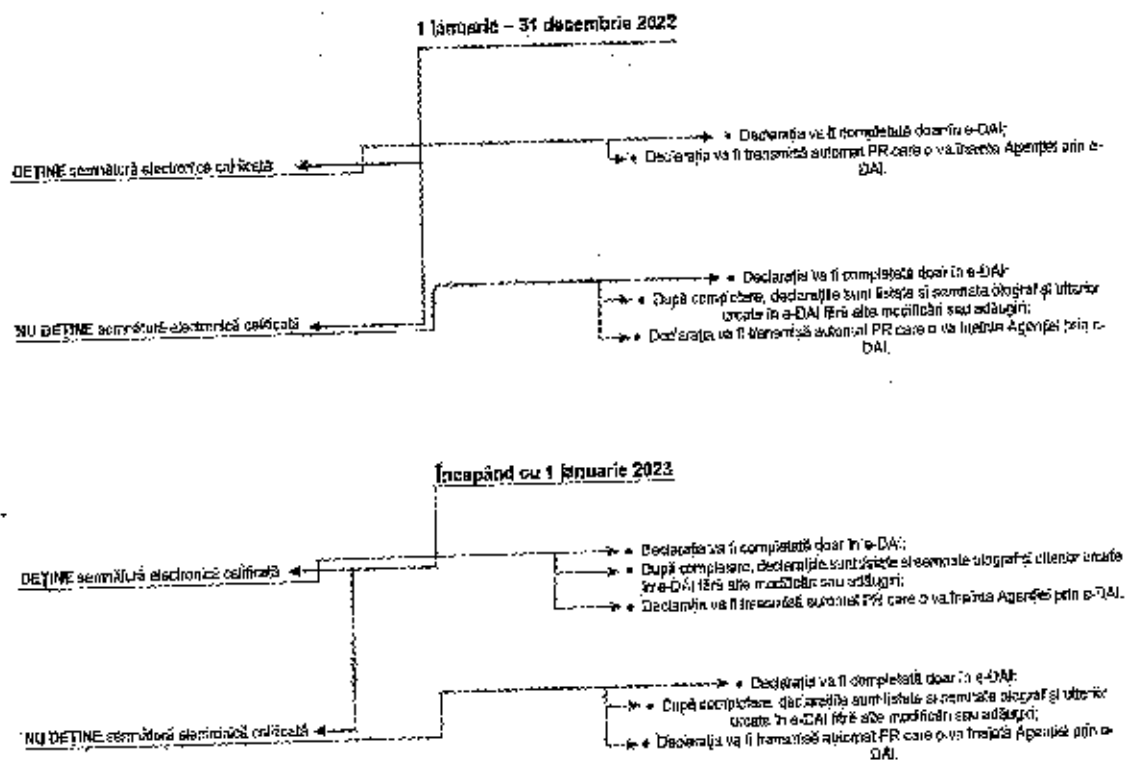 1 Ianuarie – 31 decembrie 2022
• Declarația va fi completată doar în e-DAI;
DEȚINE semnătură electronică calificată
• Declarația va fi transmisă automat PR care o va înainta Agenției prin e-
DAI.
• Declarația va fi completată doar în e-DAI;
• După completare, declarațiile sunt listate si semnate olograf și ulterior
urcate în e-DAI fără alte modificări sau adăugiri;
NU DEȚINE semnătură electronică calificată
• Declarația va fi transmisă automat PR care o va înainta Agenției prin e-
DAI.
Începând cu 1 Ianuarie 2023
• Declarația va fi completată doar în e-DAI;
DEȚINE semnătură electronică calificată
• După completare, declarațiile sunt listate si semnate olograf și ulterior urcate
în e-DAI fără alte modificări sau adăugiri;
• Declarația va fi transmisă automat PR care o va înainta Agenției prin e-DAI.
• Declarația va fi completată doar în e-DAI;
• După completare, declarațiile sunt listate si semnate olograf și ulterior
urcate în e-DAI fără alte modificări sau adăugiri;
NU DEȚINE semnătură electronică calificată
• Declarația va fi transmisă automat PR care o va înainta Agenției prin e-
DAI.